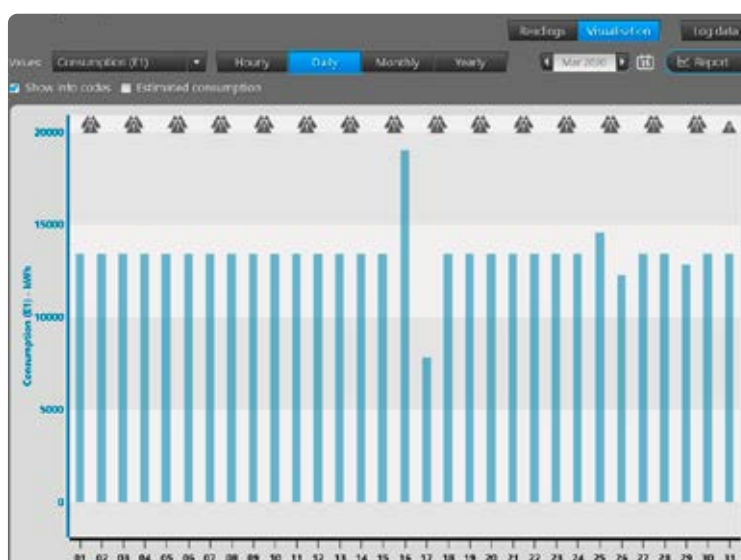 Readings Visualisation Log data
Values: Consumption (E1) Hourly Daily Monthly Yearly Mar 2020 Report
Show info codes Estimated consumption
20000
15000
10000
5000
0
Consumption (E1) - kWh
01 02 03 04 05 06 07 08 09 10 11 12 13 14 15 16 17 18 19 20 21 22 23 24 25 26 27 28 29 30 31